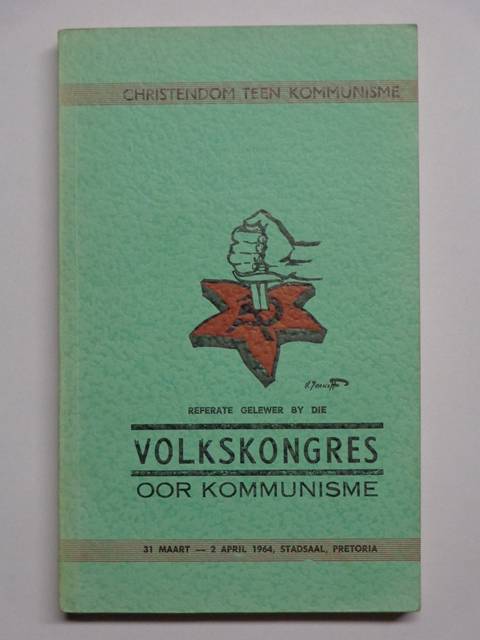 CHRISTENDOM TEEN KOMMUNISME
REFERATE GELEWER BY DIE
VOLKSKONGRES
OOR KOMMUNISME
31 MAART — 2 APRIL 1964, STADSAAL, PRETORIA